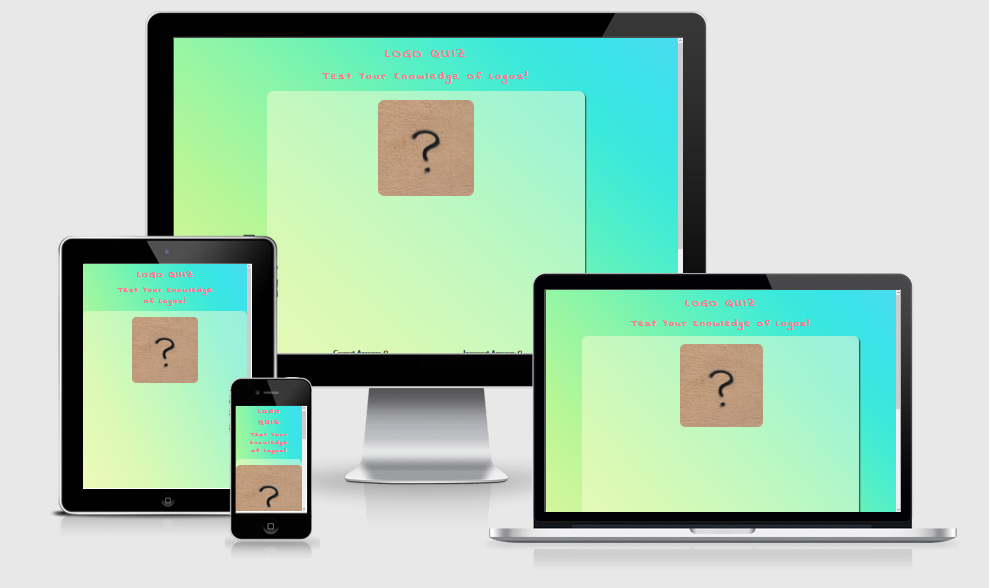 LOGO QUIZ
Test Your Knowledge Of Logos!
?
Correct Answers: 0
Incorrect Answers: 0
LOGO QUIZ
Test Your Knowledge
Of Logos!
?
LOGO
QUIZ
Test Your
Knowledge
Of Logos!
?
LOGO QUIZ
Test Your Knowledge Of Logos!
?